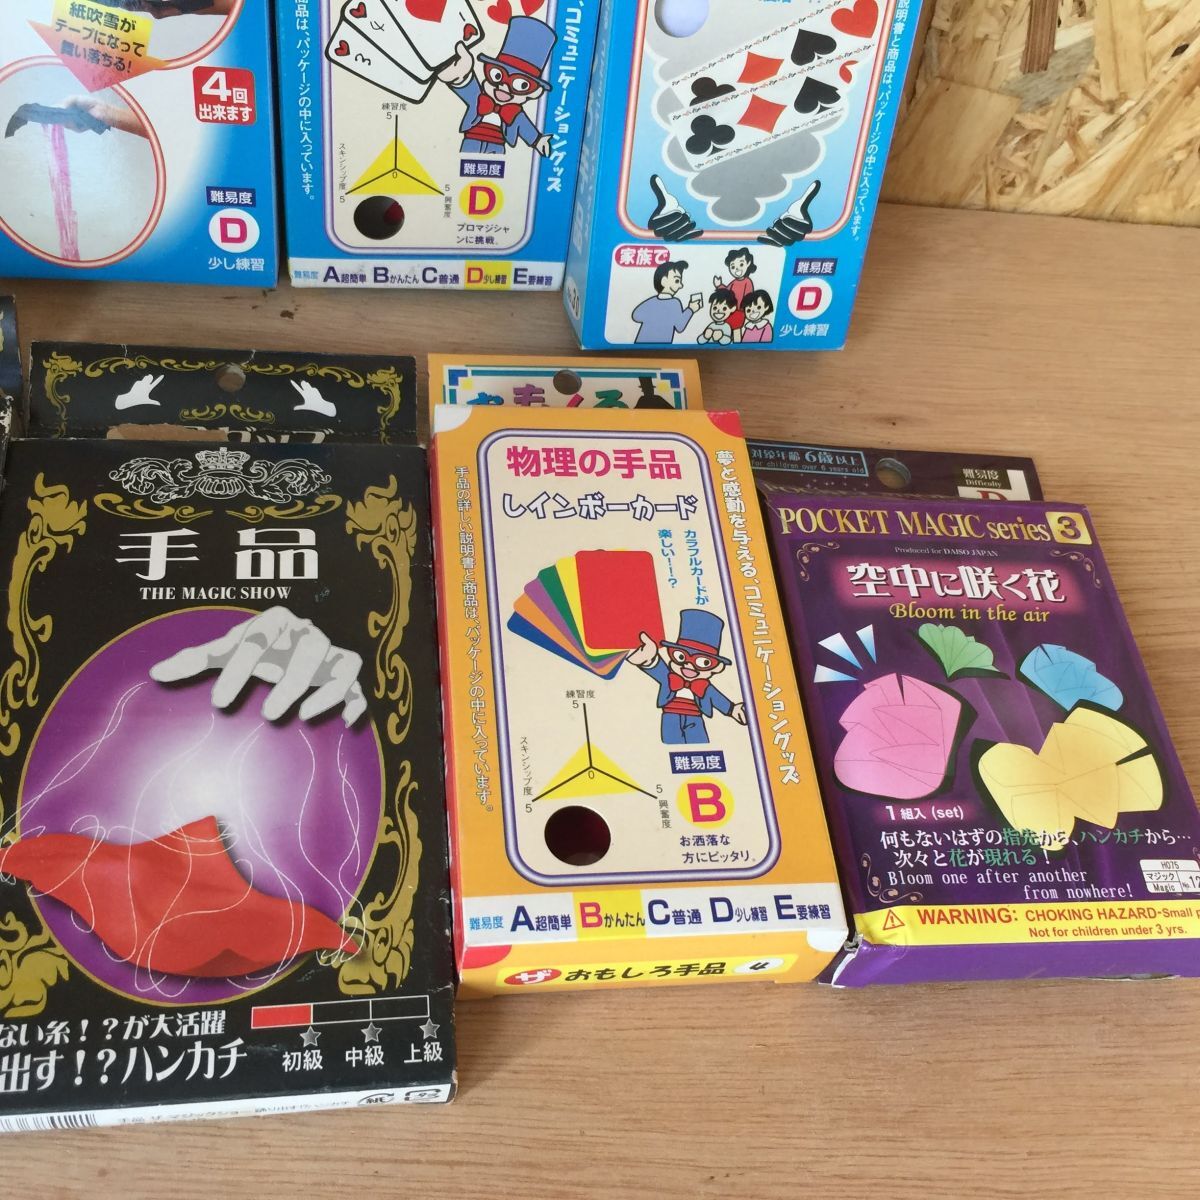 紙吹雪が
テープになって
舞い落ちる!
4回
出来ます
難易度
D
少し練習
コミュニケーショングッズ
練習度
5
スキンシップ度
5
0
5
興奮度
難易度
D
プロマジシャ
ンに挑戦。
難易度 A超簡単 Bかんたん C普通 D少し練習 E要練習
説明書と商品は、パッケージの中に入っています。
家族で
難易度
D
少し練習
手品
THE MAGIC SHOW
ない糸!?が大活躍
出す!?ハンカチ
初級 中級 上級
紙
物理の手品
レインボーカード
カラフルカードが
楽しい!!?
夢と感動を与える、コミュニケーショングッズ
手品の詳しい説明書と商品は、パッケージの中に入っています。
練習度
5
スキンシップ度
5
0
5
興奮度
難易度
B
お洒落な
方にピッタリ。
難易度 A超簡単 Bかんたん C普通 D少し練習 E要練習
ザ おもしろ手品 4
対象年齢 6歳以上
for children over 6 years old
難易度
Difficulty
POCKET MAGIC series 3
Produced for DAISO JAPAN
空中に咲く花
Bloom in the air
1組入 (set)
何もないはずの指先から、ハンカチから…
次々と花が現れる!
Bloom one after another
from nowhere!
H075
マジック
Magic
No.12
WARNING: CHOKING HAZARD-Small
Not for children under 3 yrs.